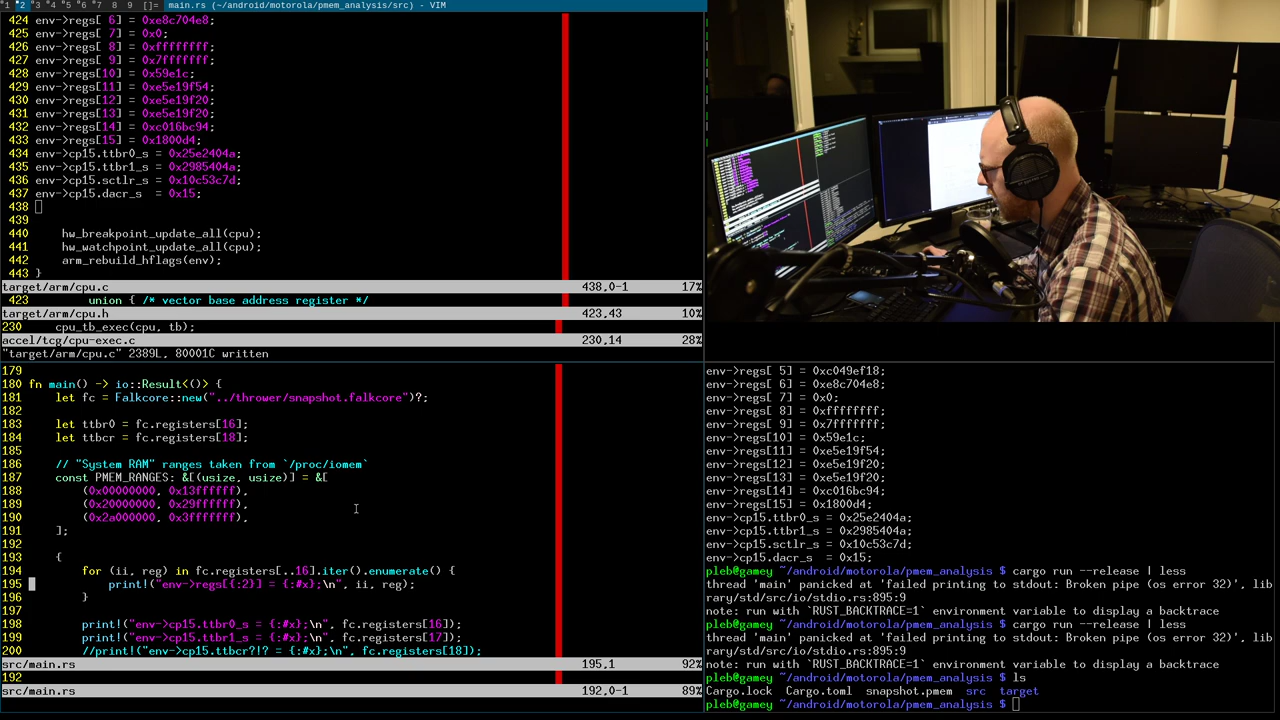 1 2 3 4 5 6 7 8 9 []= main.rs (~/android/motorola/pmem_analysis/src) - VIM
424 env->regs[ 6] = 0xe8c704e8;
425 env->regs[ 7] = 0x0;
426 env->regs[ 8] = 0xffffffff;
427 env->regs[ 9] = 0x7fffffff;
428 env->regs[10] = 0x59e1c;
429 env->regs[11] = 0xe5e19f54;
430 env->regs[12] = 0xe5e19f20;
431 env->regs[13] = 0xe5e19f20;
432 env->regs[14] = 0xc016bc94;
433 env->regs[15] = 0x1800d4;
434 env->cp15.ttbr0_s = 0x25e2404a;
435 env->cp15.ttbr1_s = 0x2985404a;
436 env->cp15.sctlr_s = 0x10c53c7d;
437 env->cp15.dacr_s  = 0x15;
438
439
440     hw_breakpoint_update_all(cpu);
441     hw_watchpoint_update_all(cpu);
442     arm_rebuild_hflags(env);
443 }
target/arm/cpu.c 438,0-1 17%
423         union { /* vector base address register */
target/arm/cpu.h 423,43 10%
230     cpu_tb_exec(cpu, tb);
accel/tcg/cpu-exec.c 230,14 28%
"target/arm/cpu.c" 2389L, 80001C written
179
180 fn main() -> io::Result<()> {
181     let fc = Falkcore::new("../thrower/snapshot.falkcore")?;
182
183     let ttbr0 = fc.registers[16];
184     let ttbcr = fc.registers[18];
185
186     // "System RAM" ranges taken from `/proc/iomem`
187     const PMEM_RANGES: &[(usize, usize)] = &[
188         (0x00000000, 0x13ffffff),
189         (0x20000000, 0x29ffffff),
190         (0x2a000000, 0x3fffffff),
191     ];
192
193     {
194         for (ii, reg) in fc.registers[..16].iter().enumerate() {
195             print!("env->regs[{:2}] = {:#x};\n", ii, reg);
196         }
197
198         print!("env->cp15.ttbr0_s = {:#x};\n", fc.registers[16]);
199         print!("env->cp15.ttbr1_s = {:#x};\n", fc.registers[17]);
200         //print!("env->cp15.ttbcr?!? = {:#x};\n", fc.registers[18]);
src/main.rs 195,1 92%
192
src/main.rs 192,0-1 89%
env->regs[ 5] = 0xc049ef18;
env->regs[ 6] = 0xe8c704e8;
env->regs[ 7] = 0x0;
env->regs[ 8] = 0xffffffff;
env->regs[ 9] = 0x7fffffff;
env->regs[10] = 0x59e1c;
env->regs[11] = 0xe5e19f54;
env->regs[12] = 0xe5e19f20;
env->regs[13] = 0xe5e19f20;
env->regs[14] = 0xc016bc94;
env->regs[15] = 0x1800d4;
env->cp15.ttbr0_s = 0x25e2404a;
env->cp15.ttbr1_s = 0x2985404a;
env->cp15.sctlr_s = 0x10c53c7d;
env->cp15.dacr_s  = 0x15;
pleb@gamey ~/android/motorola/pmem_analysis $ cargo run --release | less
thread 'main' panicked at 'failed printing to stdout: Broken pipe (os error 32)', lib
rary/std/src/io/stdio.rs:895:9
note: run with `RUST_BACKTRACE=1` environment variable to display a backtrace
pleb@gamey ~/android/motorola/pmem_analysis $ cargo run --release | less
thread 'main' panicked at 'failed printing to stdout: Broken pipe (os error 32)', lib
rary/std/src/io/stdio.rs:895:9
note: run with `RUST_BACKTRACE=1` environment variable to display a backtrace
pleb@gamey ~/android/motorola/pmem_analysis $ ls
Cargo.lock  Cargo.toml  snapshot.pmem  src  target
pleb@gamey ~/android/motorola/pmem_analysis $